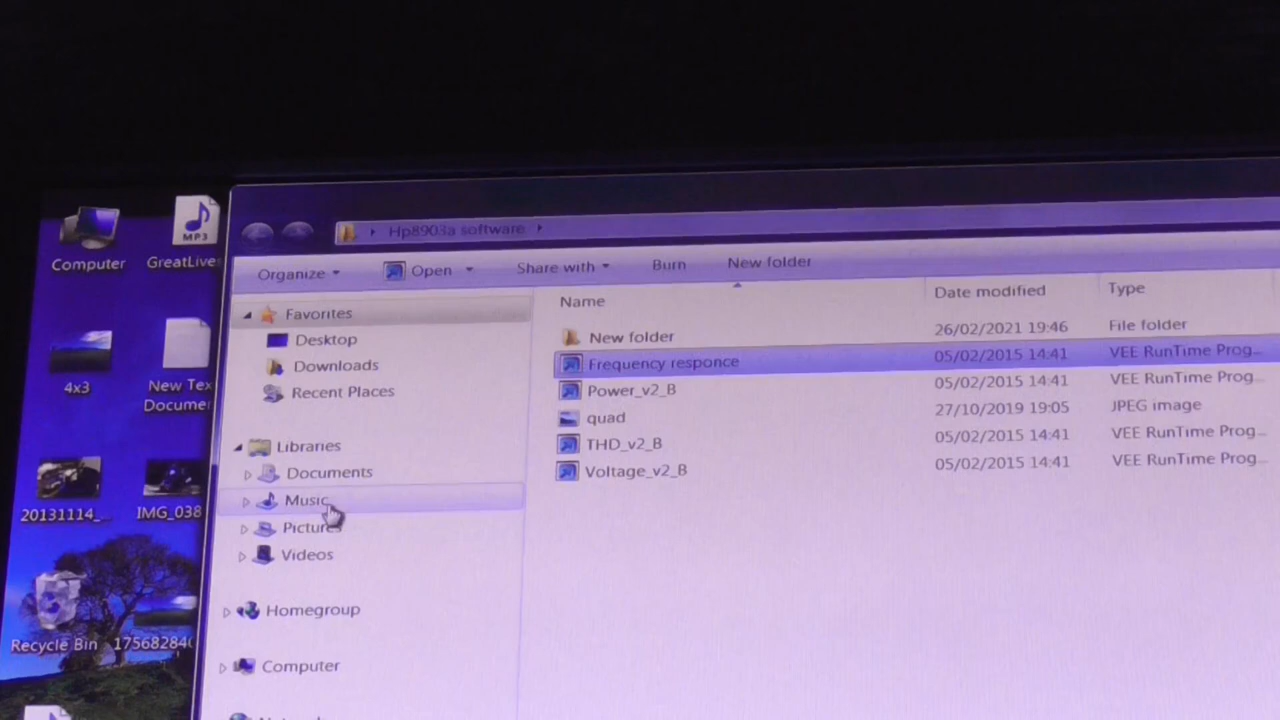 Computer
MP3
GreatLives
4x3
New Tex
Documen
20131114_...
IMG_038
Recycle Bin
175682840
Hp8903a software
Organize
Open
Share with
Burn
New folder
Favorites
Desktop
Downloads
Recent Places
Libraries
Documents
Music
Pictures
Videos
Homegroup
Computer
Name Date modified Type
New folder 26/02/2021 19:46 File folder
Frequency responce 05/02/2015 14:41 VEE RunTime Prog...
Power_v2_B 05/02/2015 14:41 VEE RunTime Prog...
quad 27/10/2019 19:05 JPEG image
THD_v2_B 05/02/2015 14:41 VEE RunTime Prog...
Voltage_v2_B 05/02/2015 14:41 VEE RunTime Prog...